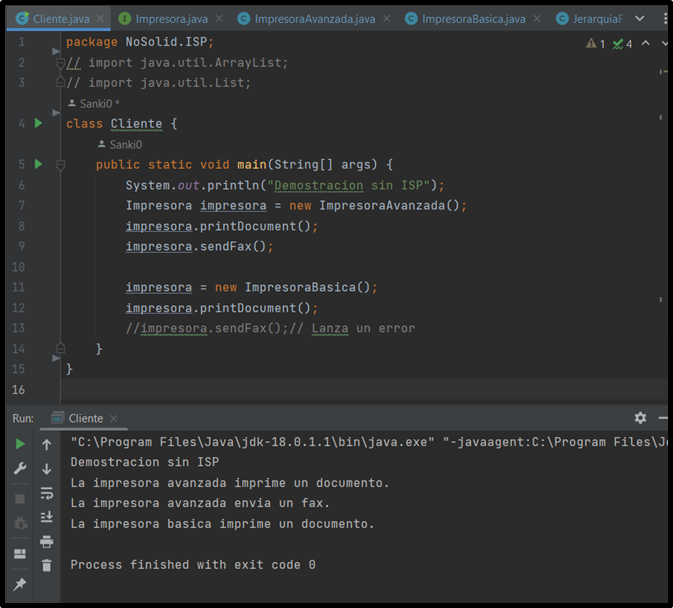 Cliente.java Impresora.java ImpresoraAvanzada.java ImpresoraBasica.java
1 package NoSolid.ISP;
2 // import java.util.ArrayList;
3 // import java.util.List;
Sanki0 *
4 class Cliente {
Sanki0
5 public static void main(String[] args) {
6 System.out.println("Demostracion sin ISP");
7 Impresora impresora = new ImpresoraAvanzada();
8 impresora.printDocument();
9 impresora.sendFax();
10
11 impresora = new ImpresoraBasica();
12 impresora.printDocument();
13 //impresora.sendFax();// Lanza un error
14 }
15 }
16
1 4
Run: Cliente
"C:\Program Files\Java\jdk-18.0.1.1\bin\java.exe" "-javaagent:C:\Program Files\
Demostracion sin ISP
La impresora avanzada imprime un documento.
La impresora avanzada envia un fax.
La impresora basica imprime un documento.
Process finished with exit code 0